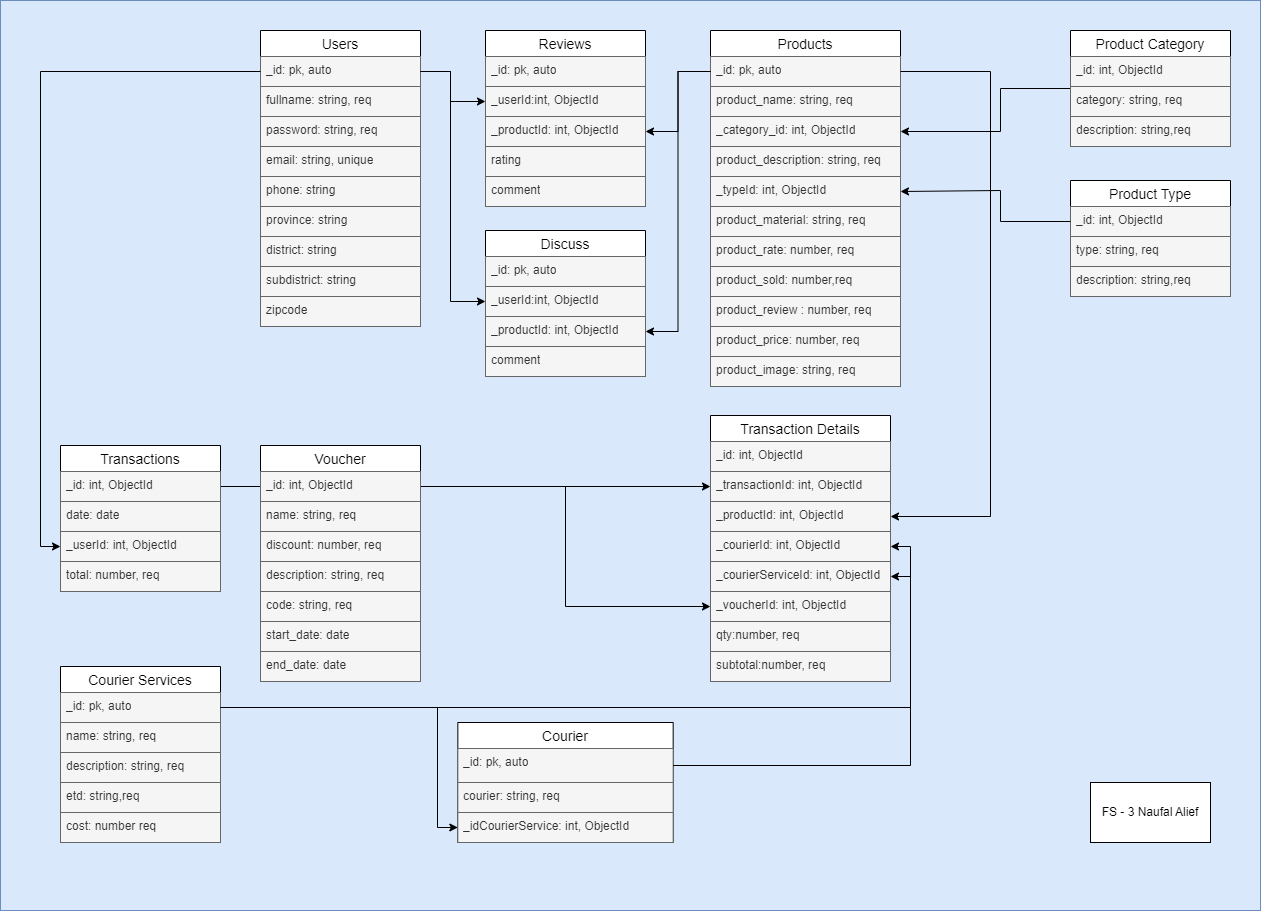 Users
_id: pk, auto
fullname: string, req
password: string, req
email: string, unique
phone: string
province: string
district: string
subdistrict: string
zipcode
Reviews
_id: pk, auto
_userId:int, ObjectId
_productId: int, ObjectId
rating
comment
Discuss
_id: pk, auto
_userId:int, ObjectId
_productId: int, ObjectId
comment
Products
_id: pk, auto
product_name: string, req
_category_id: int, ObjectId
product_description: string, req
_typeId: int, ObjectId
product_material: string, req
product_rate: number, req
product_sold: number,req
product_review : number, req
product_price: number, req
product_image: string, req
Product Category
_id: int, ObjectId
category: string, req
description: string,req
Product Type
_id: int, ObjectId
type: string, req
description: string,req
Transactions
_id: int, ObjectId
date: date
_userId: int, ObjectId
total: number, req
Voucher
_id: int, ObjectId
name: string, req
discount: number, req
description: string, req
code: string, req
start_date: date
end_date: date
Transaction Details
_id: int, ObjectId
_transactionId: int, ObjectId
_productId: int, ObjectId
_courierId: int, ObjectId
_courierServiceId: int, ObjectId
_voucherId: int, ObjectId
qty:number, req
subtotal:number, req
Courier Services
_id: pk, auto
name: string, req
description: string, req
etd: string,req
cost: number req
Courier
_id: pk, auto
courier: string, req
_idCourierService: int, ObjectId
FS - 3 Naufal Alief